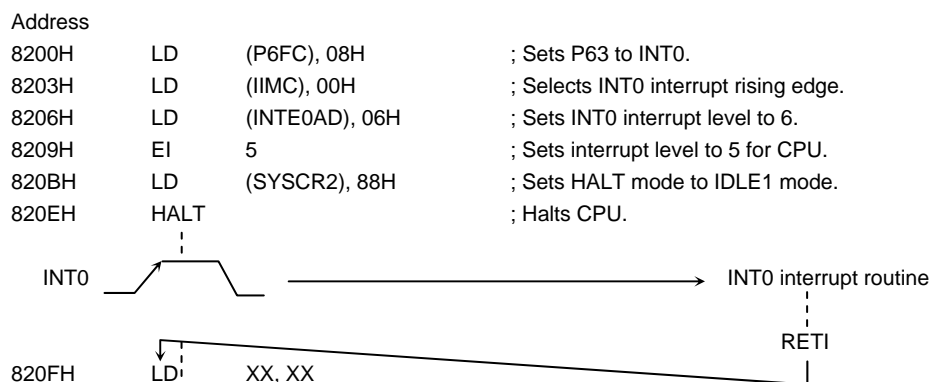 Address
8200H LD (P6FC), 08H ; Sets P63 to INT0.
8203H LD (IIMC), 00H ; Selects INT0 interrupt rising edge.
8206H LD (INTE0AD), 06H ; Sets INT0 interrupt level to 6.
8209H EI 5 ; Sets interrupt level to 5 for CPU.
820BH LD (SYSCR2), 88H ; Sets HALT mode to IDLE1 mode.
820EH HALT ; Halts CPU.
INT0 INT0 interrupt routine
RETI
820FH LD XX, XX